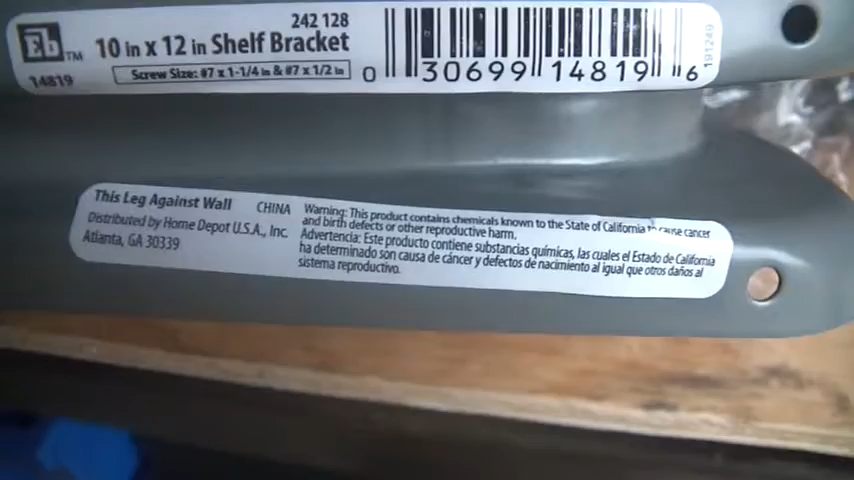 242 128
Eb TM 10 in x 12 in Shelf Bracket
14819
Screw Size: #7 x 1-1/4 in & #7 x 1/2 in
0 30699 14819 6
191249
This Leg Against Wall
CHINA
Distributed by Home Depot U.S.A., Inc.
Atlanta, GA 30339
Warning: This product contains chemicals known to the State of California to cause cancer
and birth defects or other reproductive harm.
Advertencia: Este producto contiene substancias químicas, las cuales el Estado de California
ha determinado son causa de cáncer y defectos de nacimiento al igual que otros daños al
sistema reproductivo.